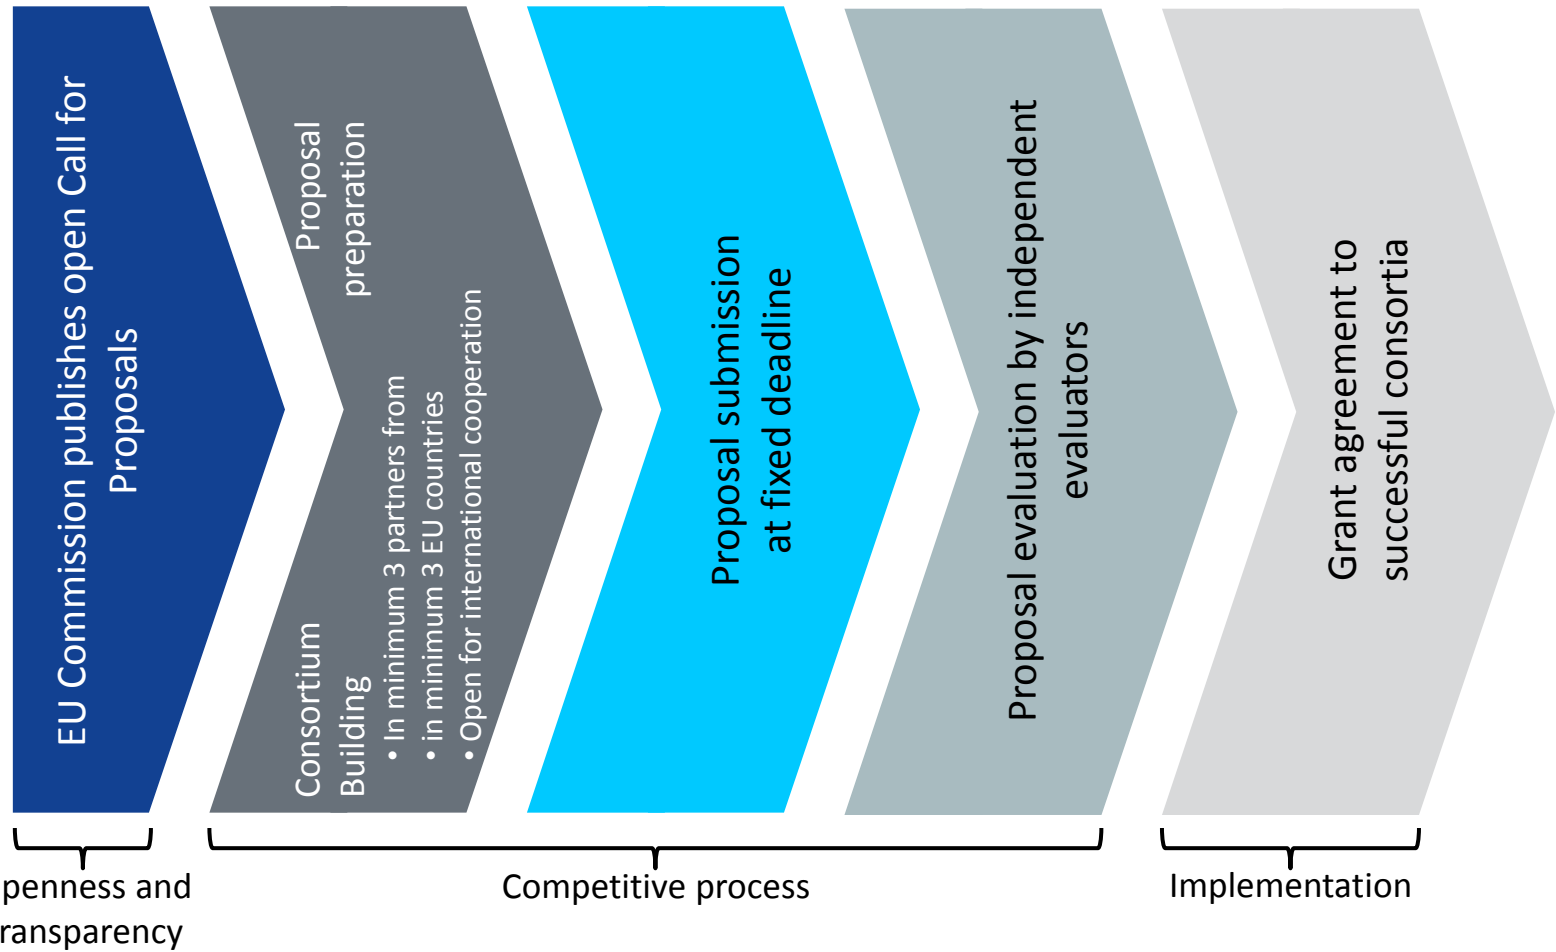 EU Commission publishes open Call for
Proposals
Consortium
Building
• In minimum 3 partners from
• in minimum 3 EU countries
• Open for international cooperation
Proposal
preparation
Proposal submission
at fixed deadline
Proposal evaluation by independent
evaluators
Grant agreement to
successful consortia
penness and
ransparency
Competitive process
Implementation